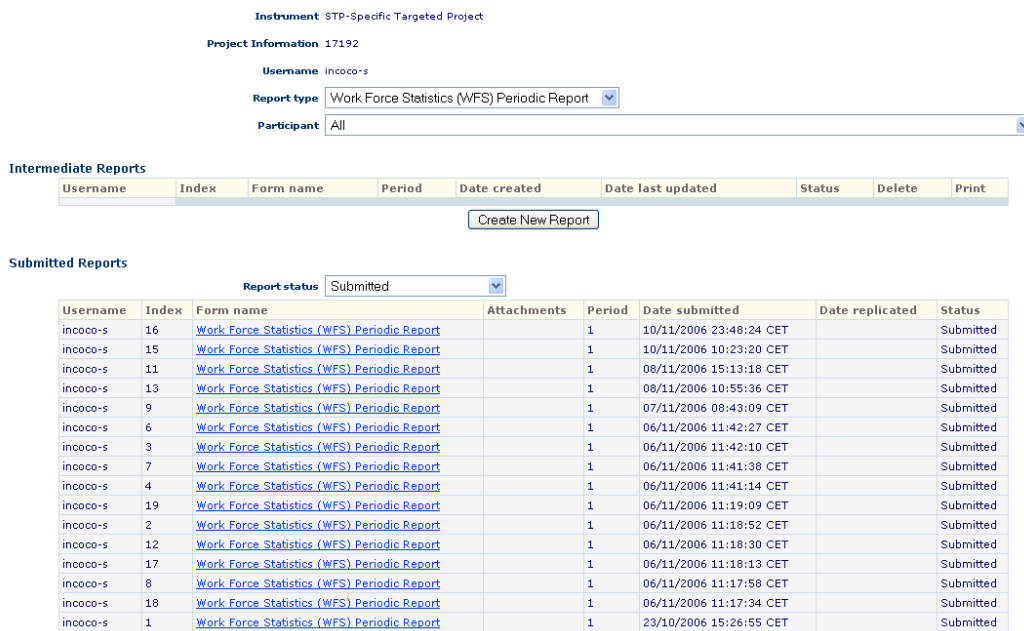 Instrument STP-Specific Targeted Project
Project Information 17192
Username incoco-s
Report type Work Force Statistics (WFS) Periodic Report
Participant All
Intermediate Reports
Username Index Form name Period Date created Date last updated Status Delete Print
Create New Report
Submitted Reports
Report status Submitted
Username Index Form name Attachments Period Date submitted Date replicated Status
incoco-s 16 Work Force Statistics (WFS) Periodic Report 1 10/11/2006 23:48:24 CET Submitted
incoco-s 15 Work Force Statistics (WFS) Periodic Report 1 10/11/2006 10:23:20 CET Submitted
incoco-s 11 Work Force Statistics (WFS) Periodic Report 1 08/11/2006 15:13:18 CET Submitted
incoco-s 13 Work Force Statistics (WFS) Periodic Report 1 08/11/2006 10:55:36 CET Submitted
incoco-s 9 Work Force Statistics (WFS) Periodic Report 1 07/11/2006 08:43:09 CET Submitted
incoco-s 6 Work Force Statistics (WFS) Periodic Report 1 06/11/2006 11:42:27 CET Submitted
incoco-s 3 Work Force Statistics (WFS) Periodic Report 1 06/11/2006 11:42:10 CET Submitted
incoco-s 7 Work Force Statistics (WFS) Periodic Report 1 06/11/2006 11:41:38 CET Submitted
incoco-s 4 Work Force Statistics (WFS) Periodic Report 1 06/11/2006 11:41:14 CET Submitted
incoco-s 19 Work Force Statistics (WFS) Periodic Report 1 06/11/2006 11:19:09 CET Submitted
incoco-s 2 Work Force Statistics (WFS) Periodic Report 1 06/11/2006 11:18:52 CET Submitted
incoco-s 12 Work Force Statistics (WFS) Periodic Report 1 06/11/2006 11:18:30 CET Submitted
incoco-s 17 Work Force Statistics (WFS) Periodic Report 1 06/11/2006 11:18:13 CET Submitted
incoco-s 8 Work Force Statistics (WFS) Periodic Report 1 06/11/2006 11:17:58 CET Submitted
incoco-s 18 Work Force Statistics (WFS) Periodic Report 1 06/11/2006 11:17:34 CET Submitted
incoco-s 1 Work Force Statistics (WFS) Periodic Report 1 23/10/2006 15:26:55 CET Submitted